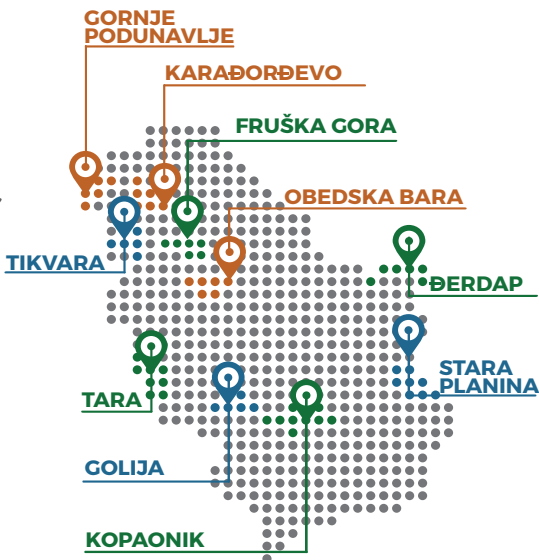 GORNJE
PODUNAVLJE
KARAĐORĐEVO
FRUŠKA GORA
OBEDSKA BARA
TIKVARA
ĐERDAP
STARA
PLANINA
TARA
GOLIJA
KOPAONIK